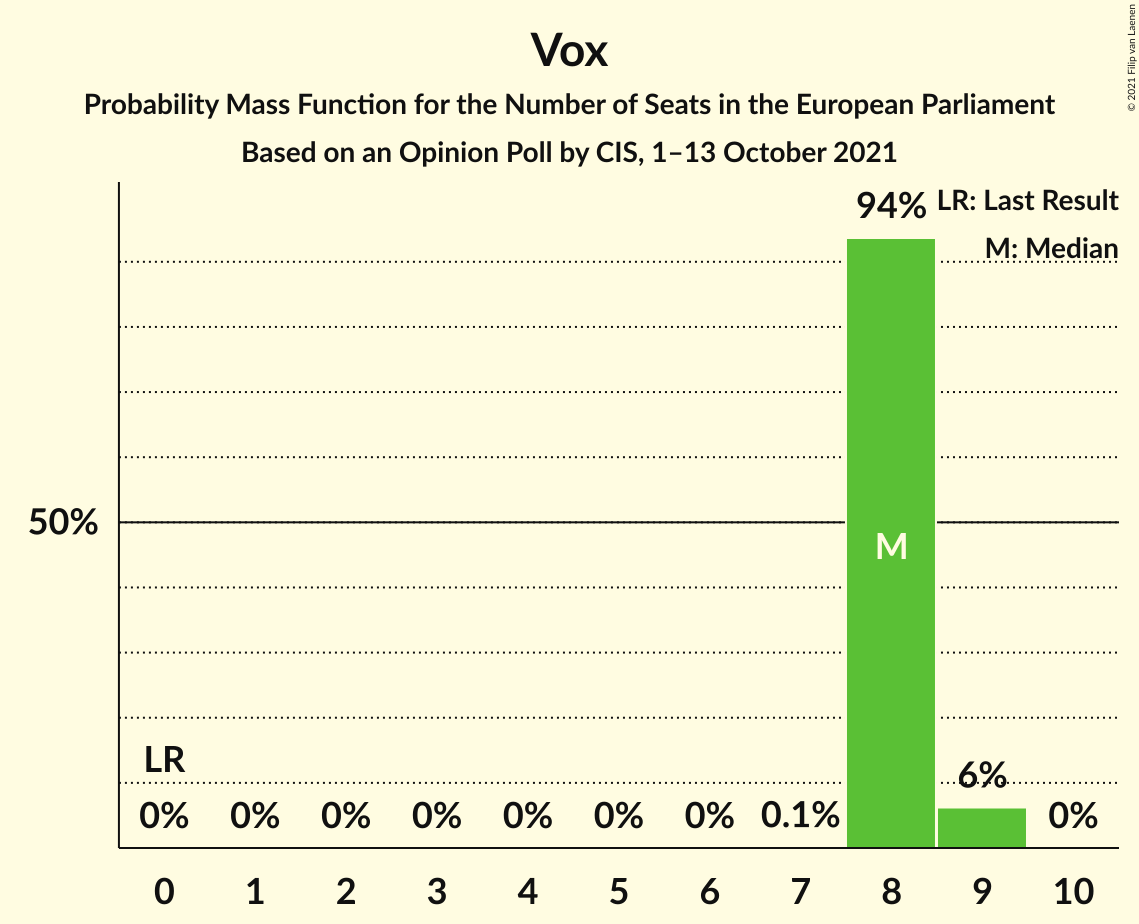 Vox
Probability Mass Function for the Number of Seats in the European Parliament
Based on an Opinion Poll by CIS, 1–13 October 2021
© 2021 Filip van Laenen
94%
LR: Last Result
M: Median
50%
M
LR
6%
0% 0% 0% 0% 0% 0% 0% 0.1% 0%
0 1 2 3 4 5 6 7 8 9 10